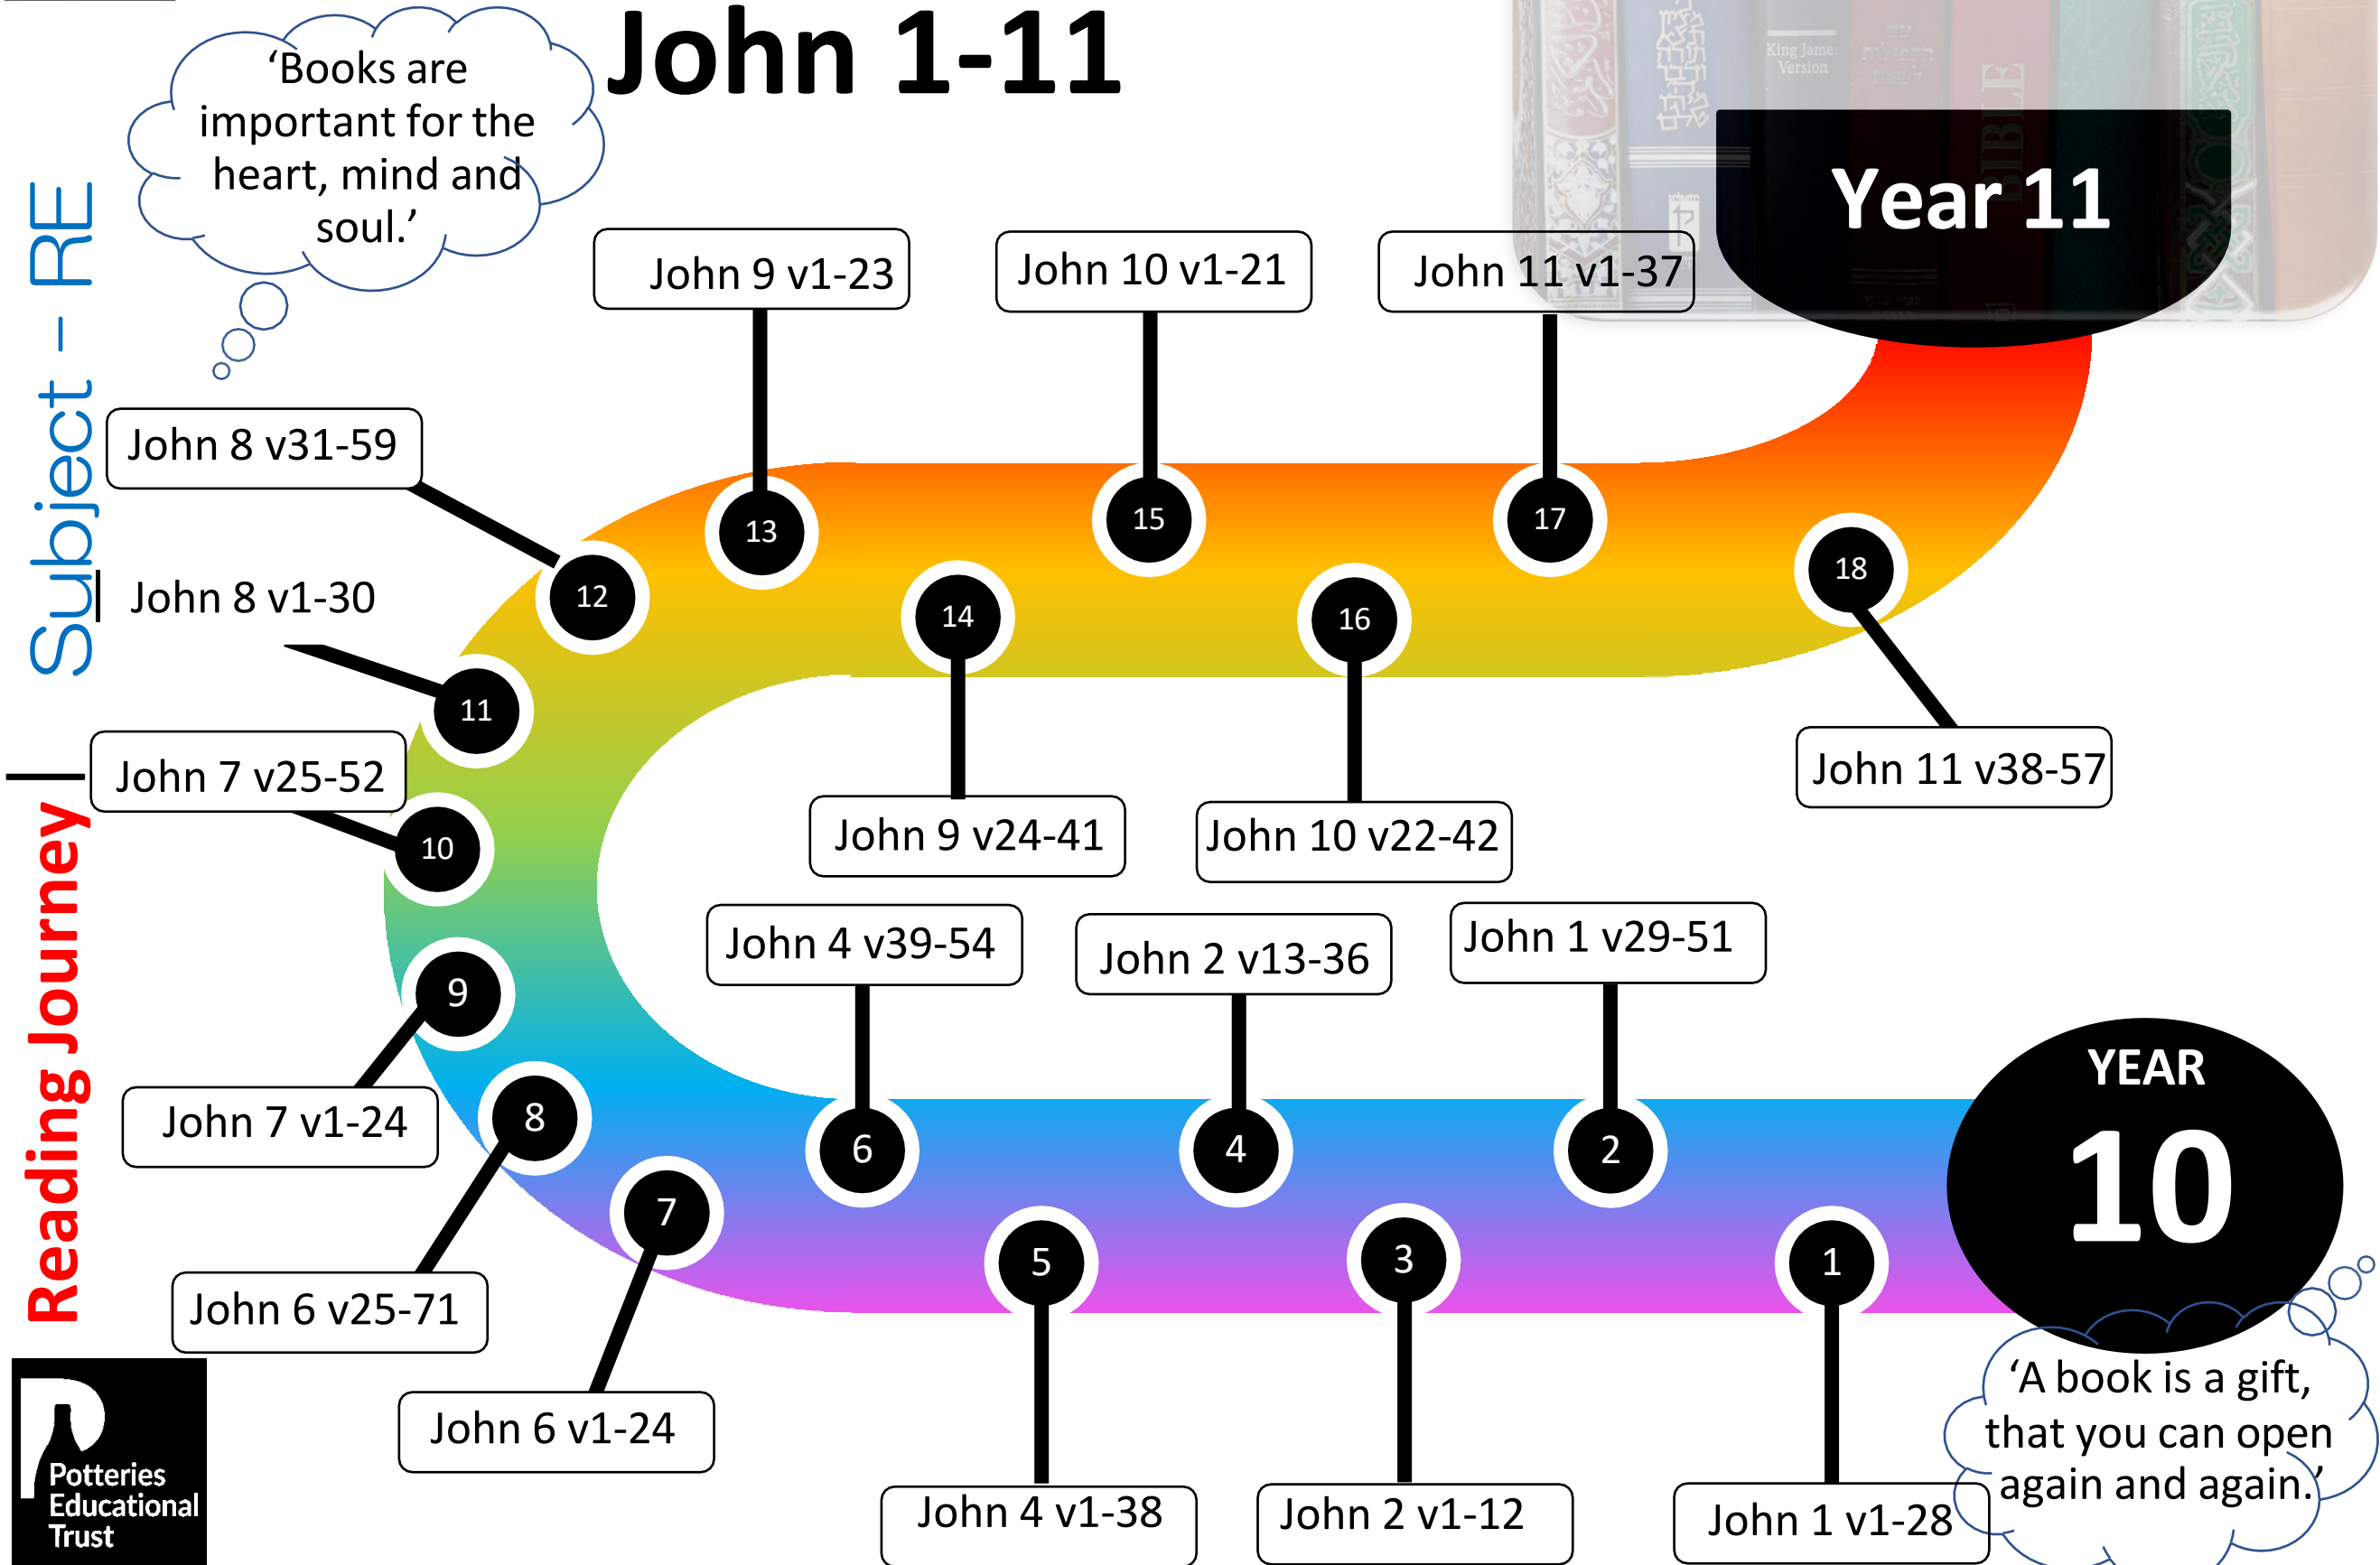 John 1-11
‘Books are
important for the
heart, mind and
soul.’
Subject – RE
Reading Journey
King James
Version
BIBLE
Year 11
John 9 v1-23
John 10 v1-21
John 11 v1-37
John 8 v31-59
13
15
17
12
14
16
18
John 8 v1-30
11
John 7 v25-52
10
John 11 v38-57
John 9 v24-41
John 10 v22-42
John 4 v39-54
John 2 v13-36
John 1 v29-51
9
YEAR
10
John 7 v1-24
8
6
4
2
7
5
3
1
John 6 v25-71
John 6 v1-24
John 4 v1-38
John 2 v1-12
John 1 v1-28
‘A book is a gift,
that you can open
again and again.’
Potteries
Educational
Trust